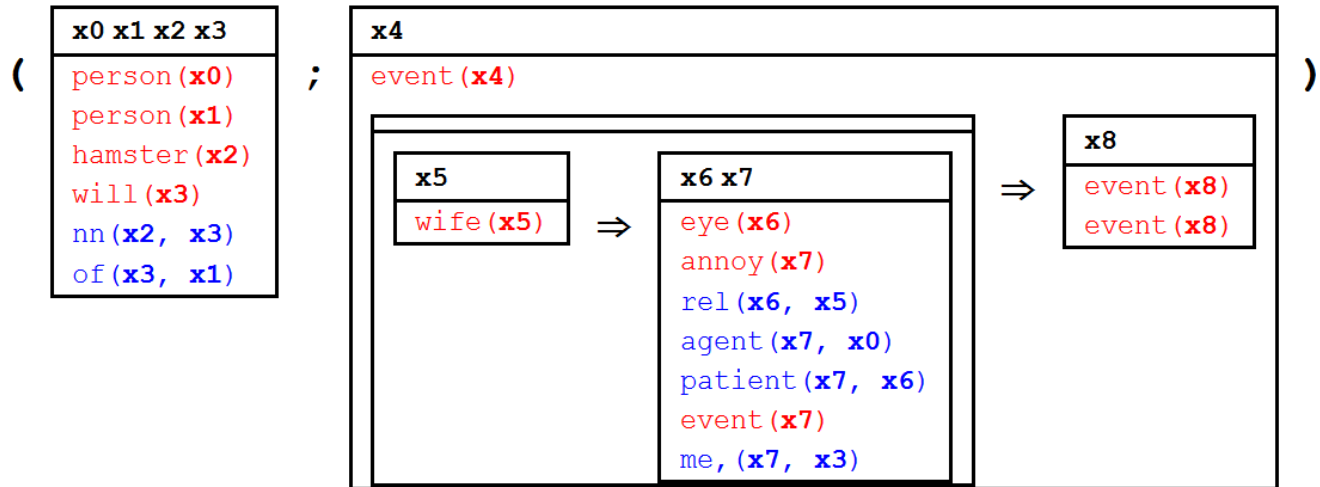 x0 x1 x2 x3
( person(x0)
person(x1)
hamster(x2)
will(x3)
nn(x2, x3)
of(x3, x1)
;
x4
event(x4)
x5
wife(x5)
⇒
x6 x7
eye(x6)
annoy(x7)
rel(x6, x5)
agent(x7, x0)
patient(x7, x6)
event(x7)
me,(x7, x3)
⇒
x8
event(x8)
event(x8)
)